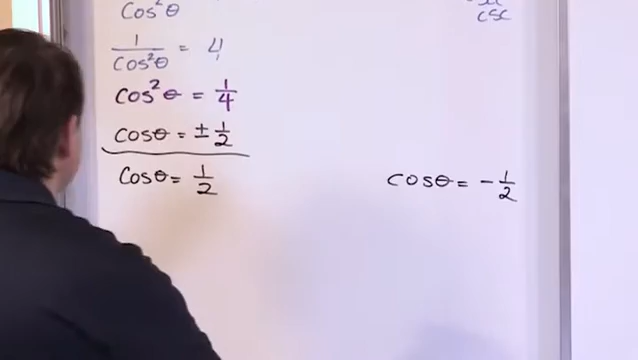 cos²θ
csc
1/cos²θ = 4
cos²θ = 1/4
cosθ = ± 1/2
cosθ = 1/2
cosθ = - 1/2